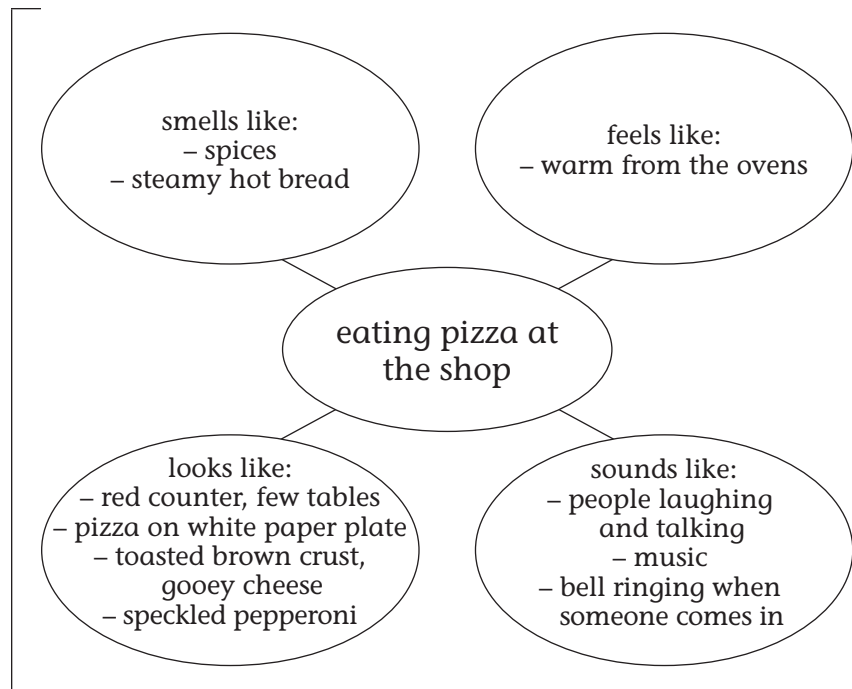 smells like:
– spices
– steamy hot bread
feels like:
– warm from the ovens
eating pizza at
the shop
looks like:
– red counter, few tables
– pizza on white paper plate
– toasted brown crust,
gooey cheese
– speckled pepperoni
sounds like:
– people laughing
and talking
– music
– bell ringing when
someone comes in